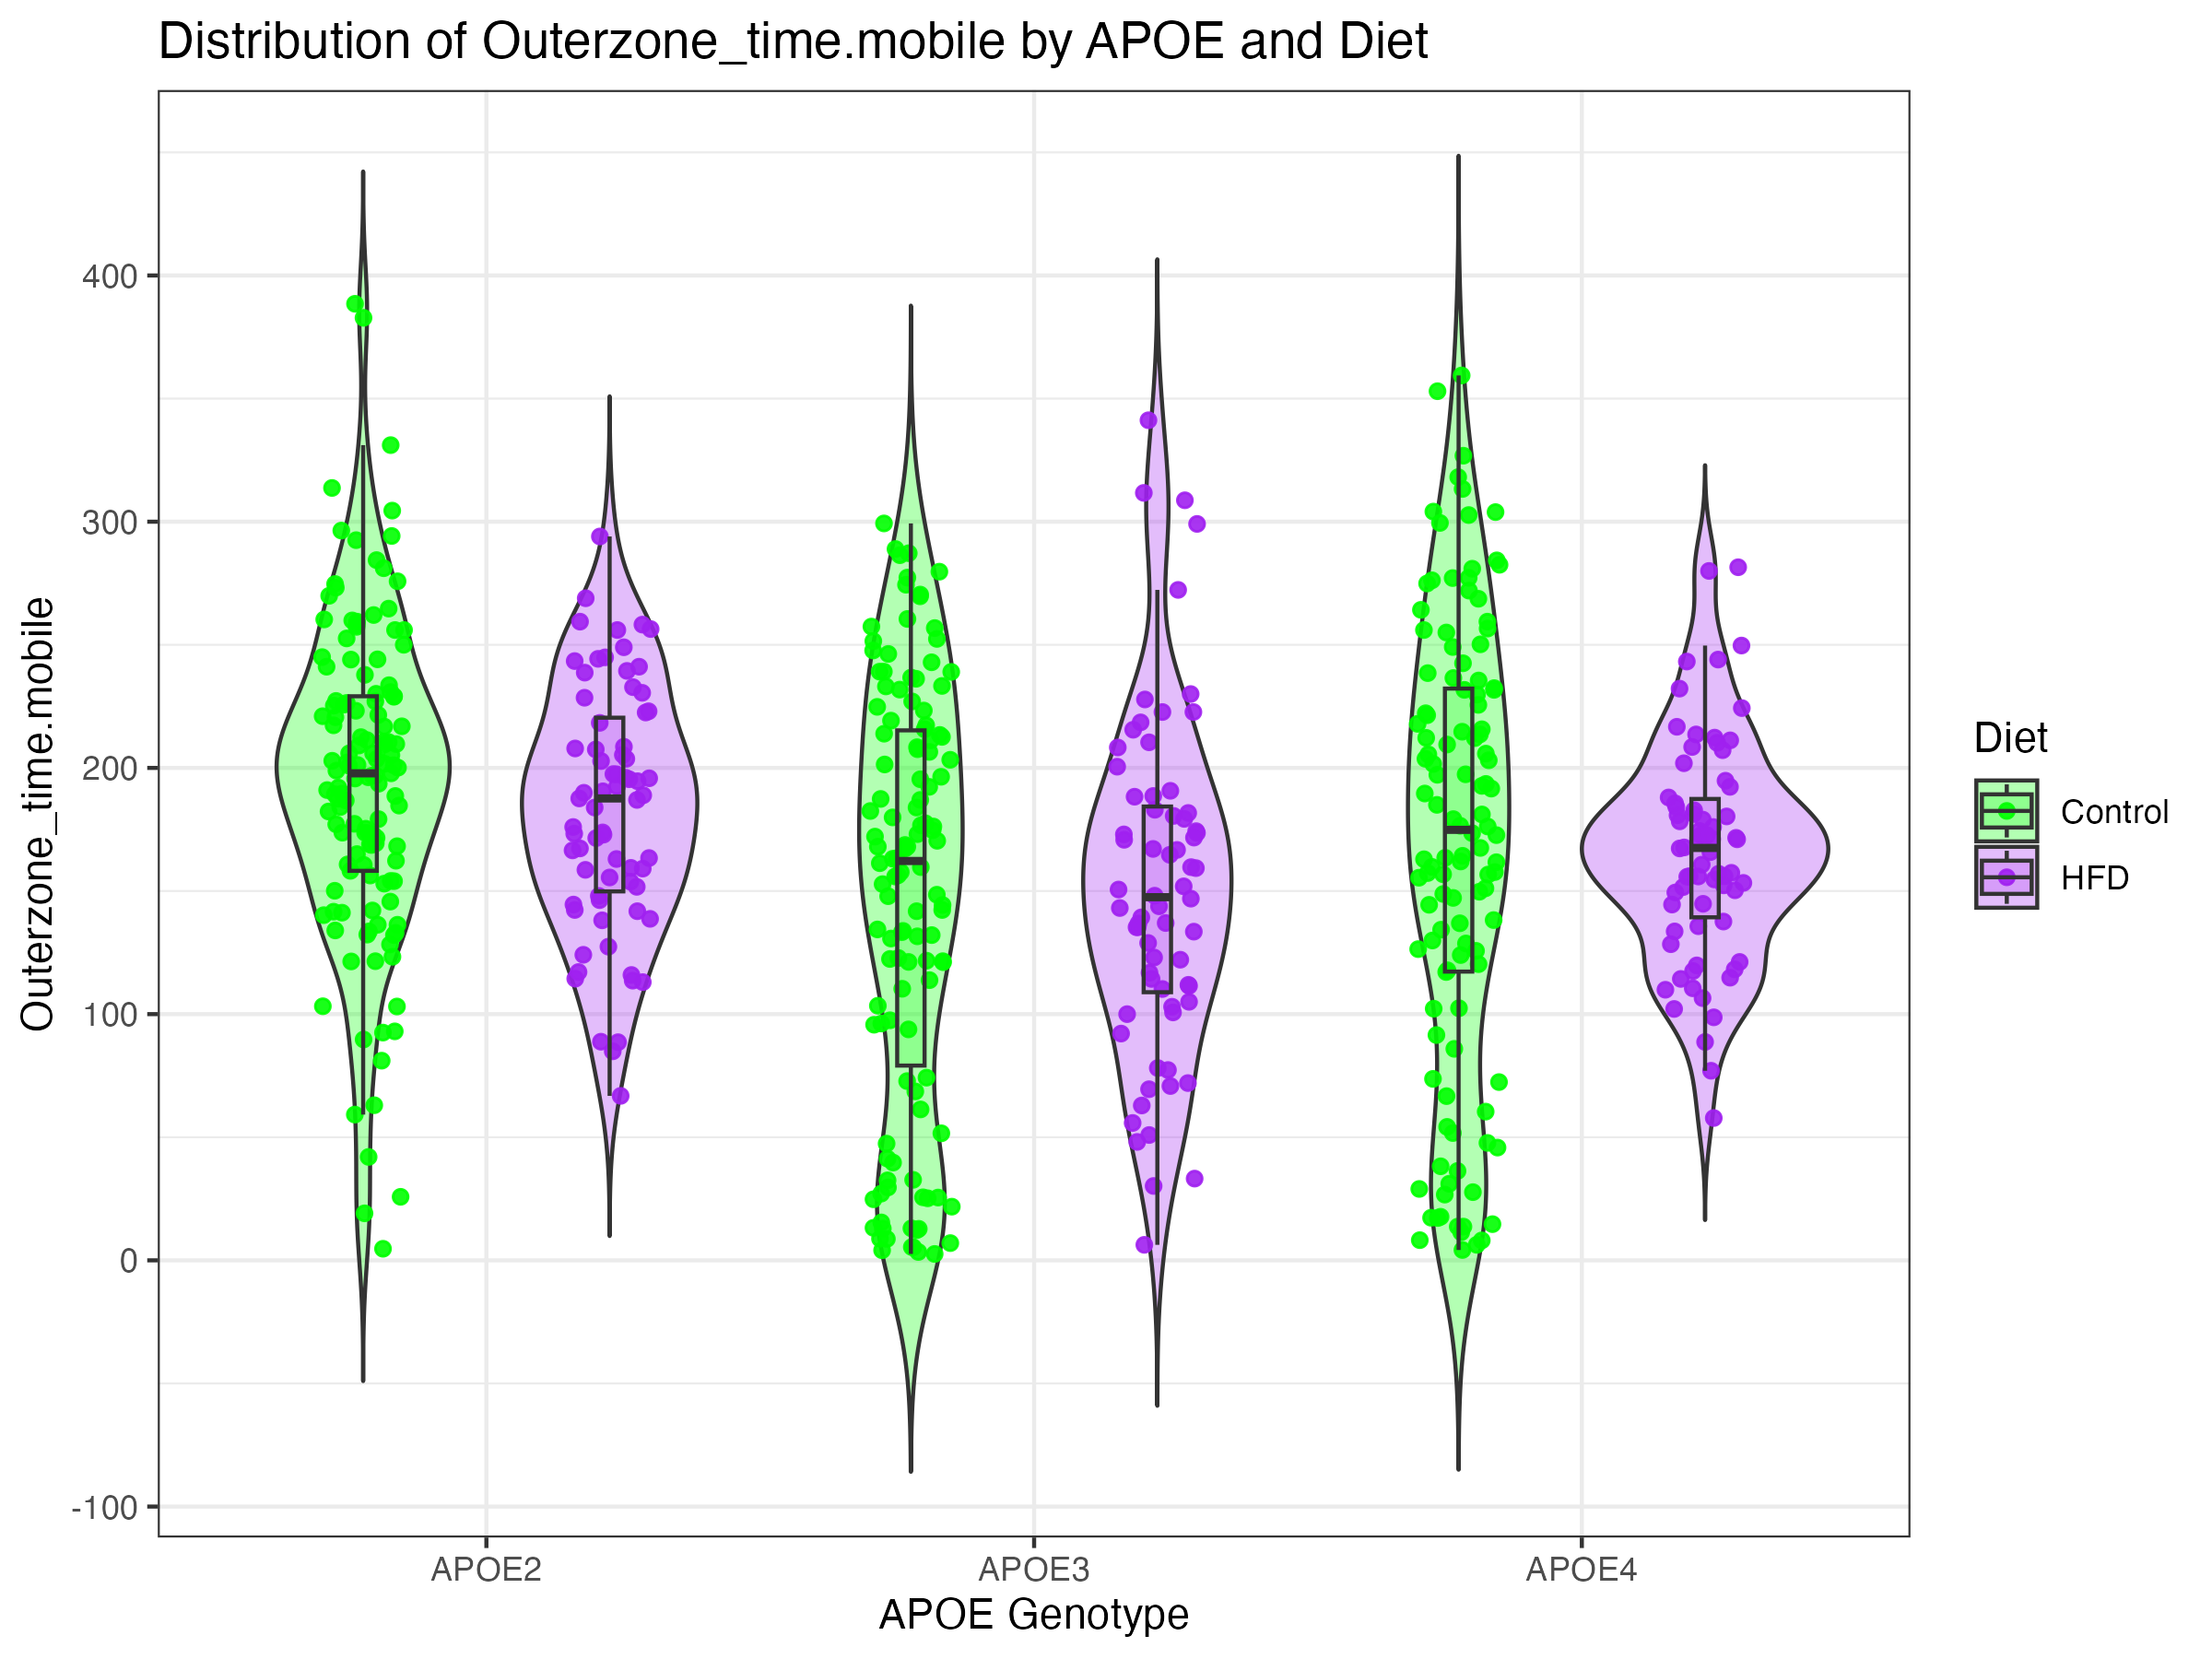 Distribution of Outerzone_time.mobile by APOE and Diet
Outerzone_time.mobile
400
300
200
100
0
-100
APOE2
APOE3
APOE4
APOE Genotype
Diet
Control
HFD